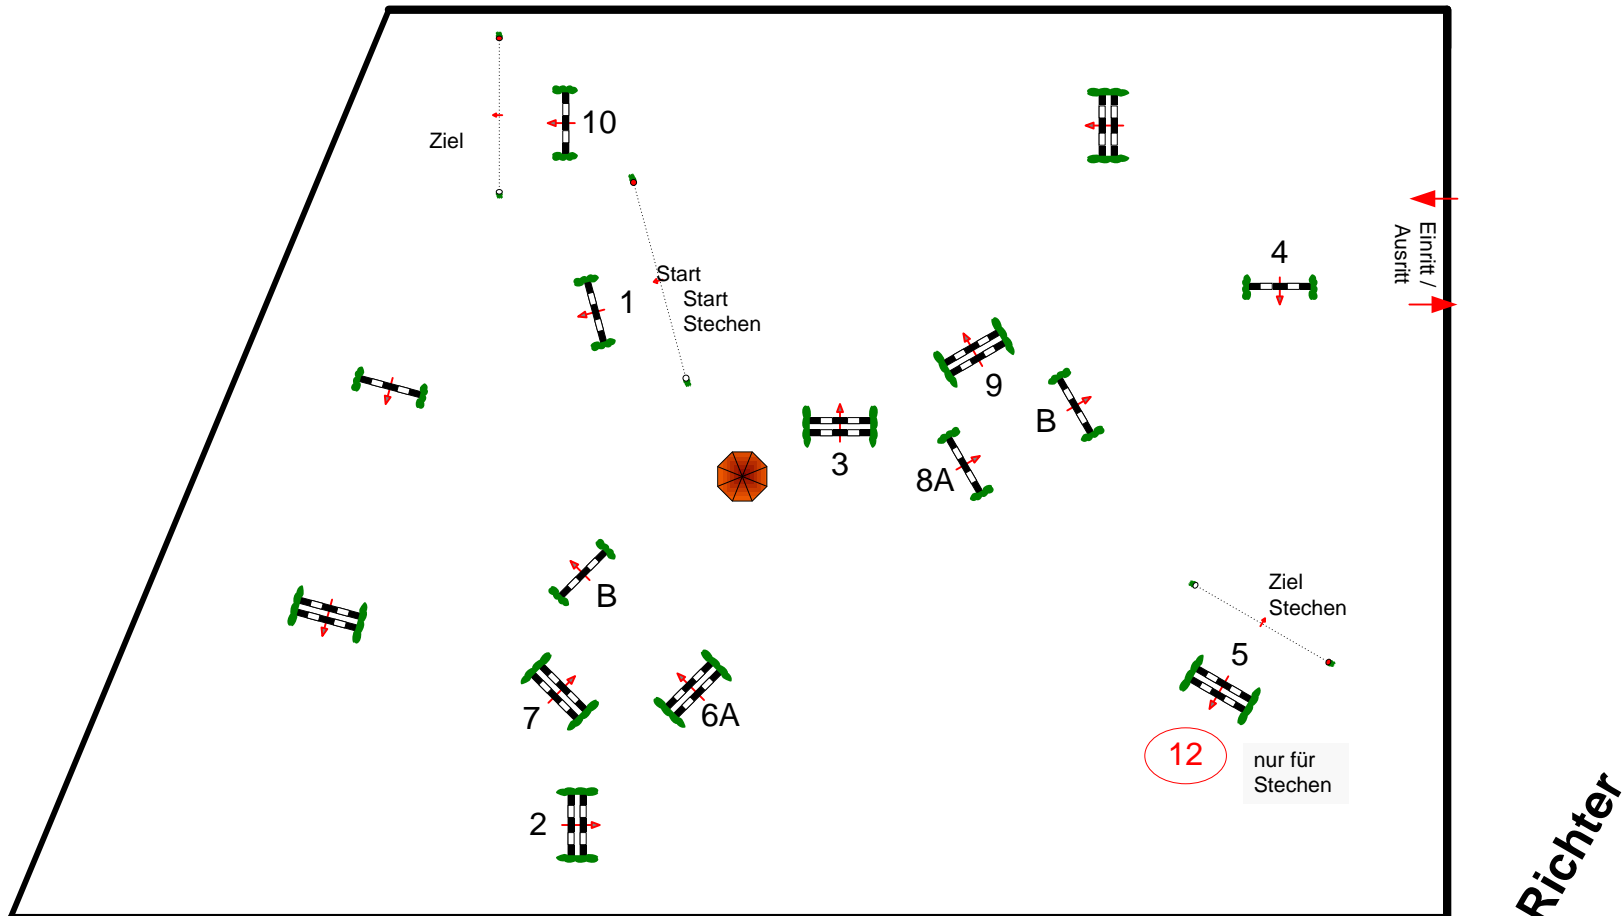 10
Ziel
4
Einritt /
Ausritt
Start
1
Start
Stechen
9
B
3
8A
B
Ziel
Stechen
5
7
6A
12
nur für
Stechen
2
Richter